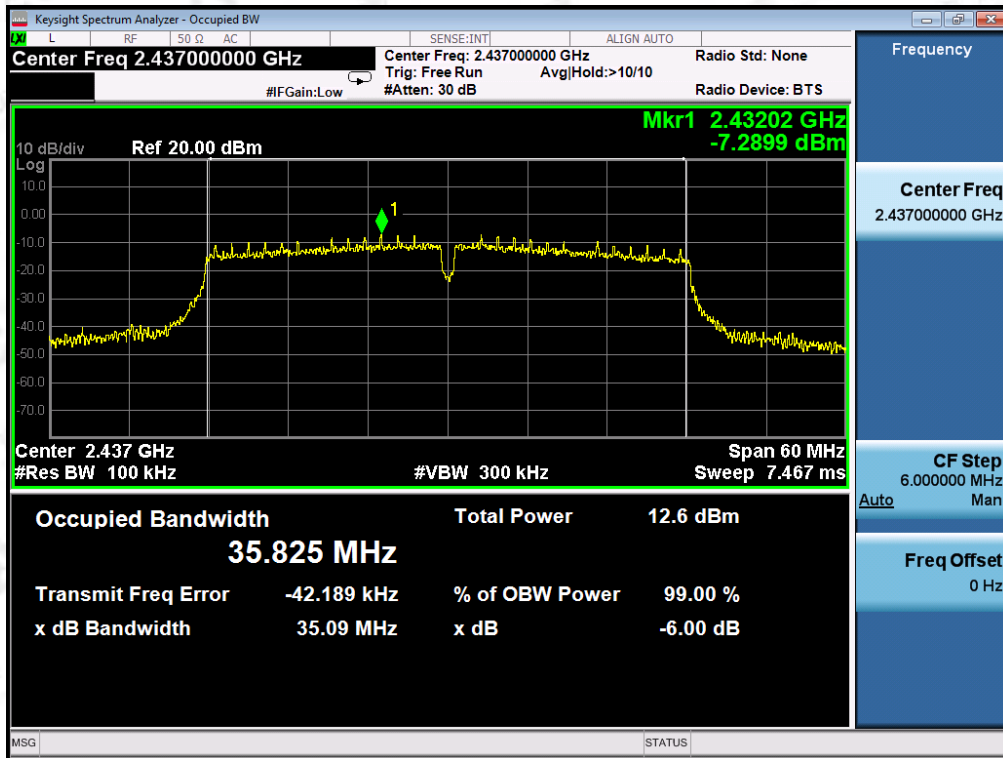 Keysight Spectrum Analyzer - Occupied BW
LXI L RF 50 Ω AC SENSE:INT ALIGN AUTO
Center Freq 2.437000000 GHz
Center Freq: 2.437000000 GHz
Radio Std: None
Trig: Free Run Avg|Hold:>10/10
#IFGain:Low
#Atten: 30 dB
Radio Device: BTS
Mkr1 2.43202 GHz
-7.2899 dBm
10 dB/div Ref 20.00 dBm
Log
10.0
0.00
-10.0
-20.0
-30.0
-40.0
-50.0
-60.0
-70.0
1
Center 2.437 GHz
Span 60 MHz
#Res BW 100 kHz
#VBW 300 kHz
Sweep 7.467 ms
Occupied Bandwidth
35.825 MHz
Total Power 12.6 dBm
Transmit Freq Error -42.189 kHz
% of OBW Power 99.00 %
x dB Bandwidth 35.09 MHz
x dB -6.00 dB
Frequency
Center Freq
2.437000000 GHz
CF Step
6.000000 MHz
Auto Man
Freq Offset
0 Hz
MSG
STATUS